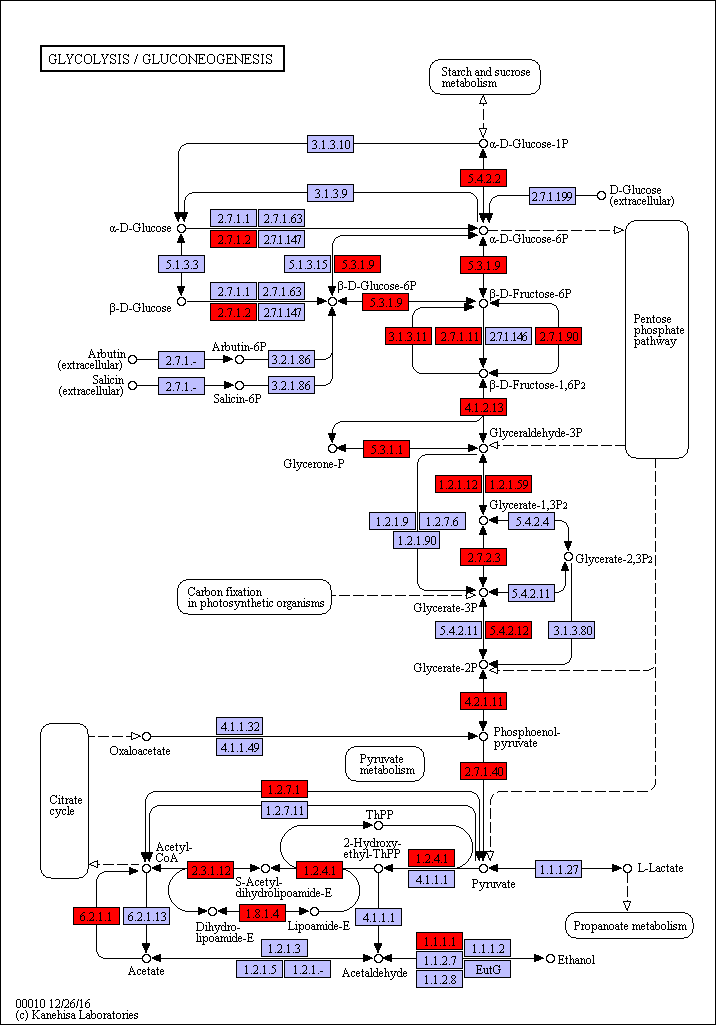 GLYCOLYSIS / GLUCONEOGENESIS
Starch and sucrose
metabolism
3.1.3.10
α-D-Glucose-1P
5.4.2.2
3.1.3.9
2.7.1.199
D-Glucose
(extracellular)
α-D-Glucose
2.7.1.1
2.7.1.63
2.7.1.2
2.7.1.147
α-D-Glucose-6P
5.1.3.3
5.1.3.15
5.3.1.9
5.3.1.9
β-D-Glucose
2.7.1.1
2.7.1.63
2.7.1.2
2.7.1.147
β-D-Glucose-6P
5.3.1.9
β-D-Fructose-6P
Pentose
phosphate
pathway
3.1.3.11
2.7.1.11
2.7.1.146
2.7.1.90
Arbutin
(extracellular)
2.7.1.-
Arbutin-6P
3.2.1.86
Salicin
(extracellular)
2.7.1.-
Salicin-6P
3.2.1.86
β-D-Fructose-1,6P2
4.1.2.13
Glyceraldehyde-3P
Glycerone-P
5.3.1.1
1.2.1.12
1.2.1.59
Glycerate-1,3P2
1.2.1.9
1.2.7.6
1.2.1.90
5.4.2.4
2.7.2.3
Glycerate-2,3P2
Carbon fixation
in photosynthetic organisms
Glycerate-3P
5.4.2.11
5.4.2.11
5.4.2.12
3.1.3.80
Glycerate-2P
4.2.1.11
Citrate
cycle
Oxaloacetate
4.1.1.32
4.1.1.49
Phosphoenol-
pyruvate
Pyruvate
metabolism
2.7.1.40
1.2.7.1
1.2.7.11
ThPP
Acetyl-
CoA
2.3.1.12
S-Acetyl-
dihydrolipoamide-E
1.2.4.1
2-Hydroxy-
ethyl-ThPP
1.2.4.1
4.1.1.1
Pyruvate
1.1.1.27
L-Lactate
6.2.1.1
6.2.1.13
Dihydro-
lipoamide-E
1.8.1.4
Lipoamide-E
4.1.1.1
Propanoate metabolism
Acetate
1.2.1.3
1.2.1.5
1.2.1.-
Acetaldehyde
1.1.1.1
1.1.1.2
1.1.2.7
EutG
1.1.2.8
Ethanol
00010 12/26/16
(c) Kanehisa Laboratories